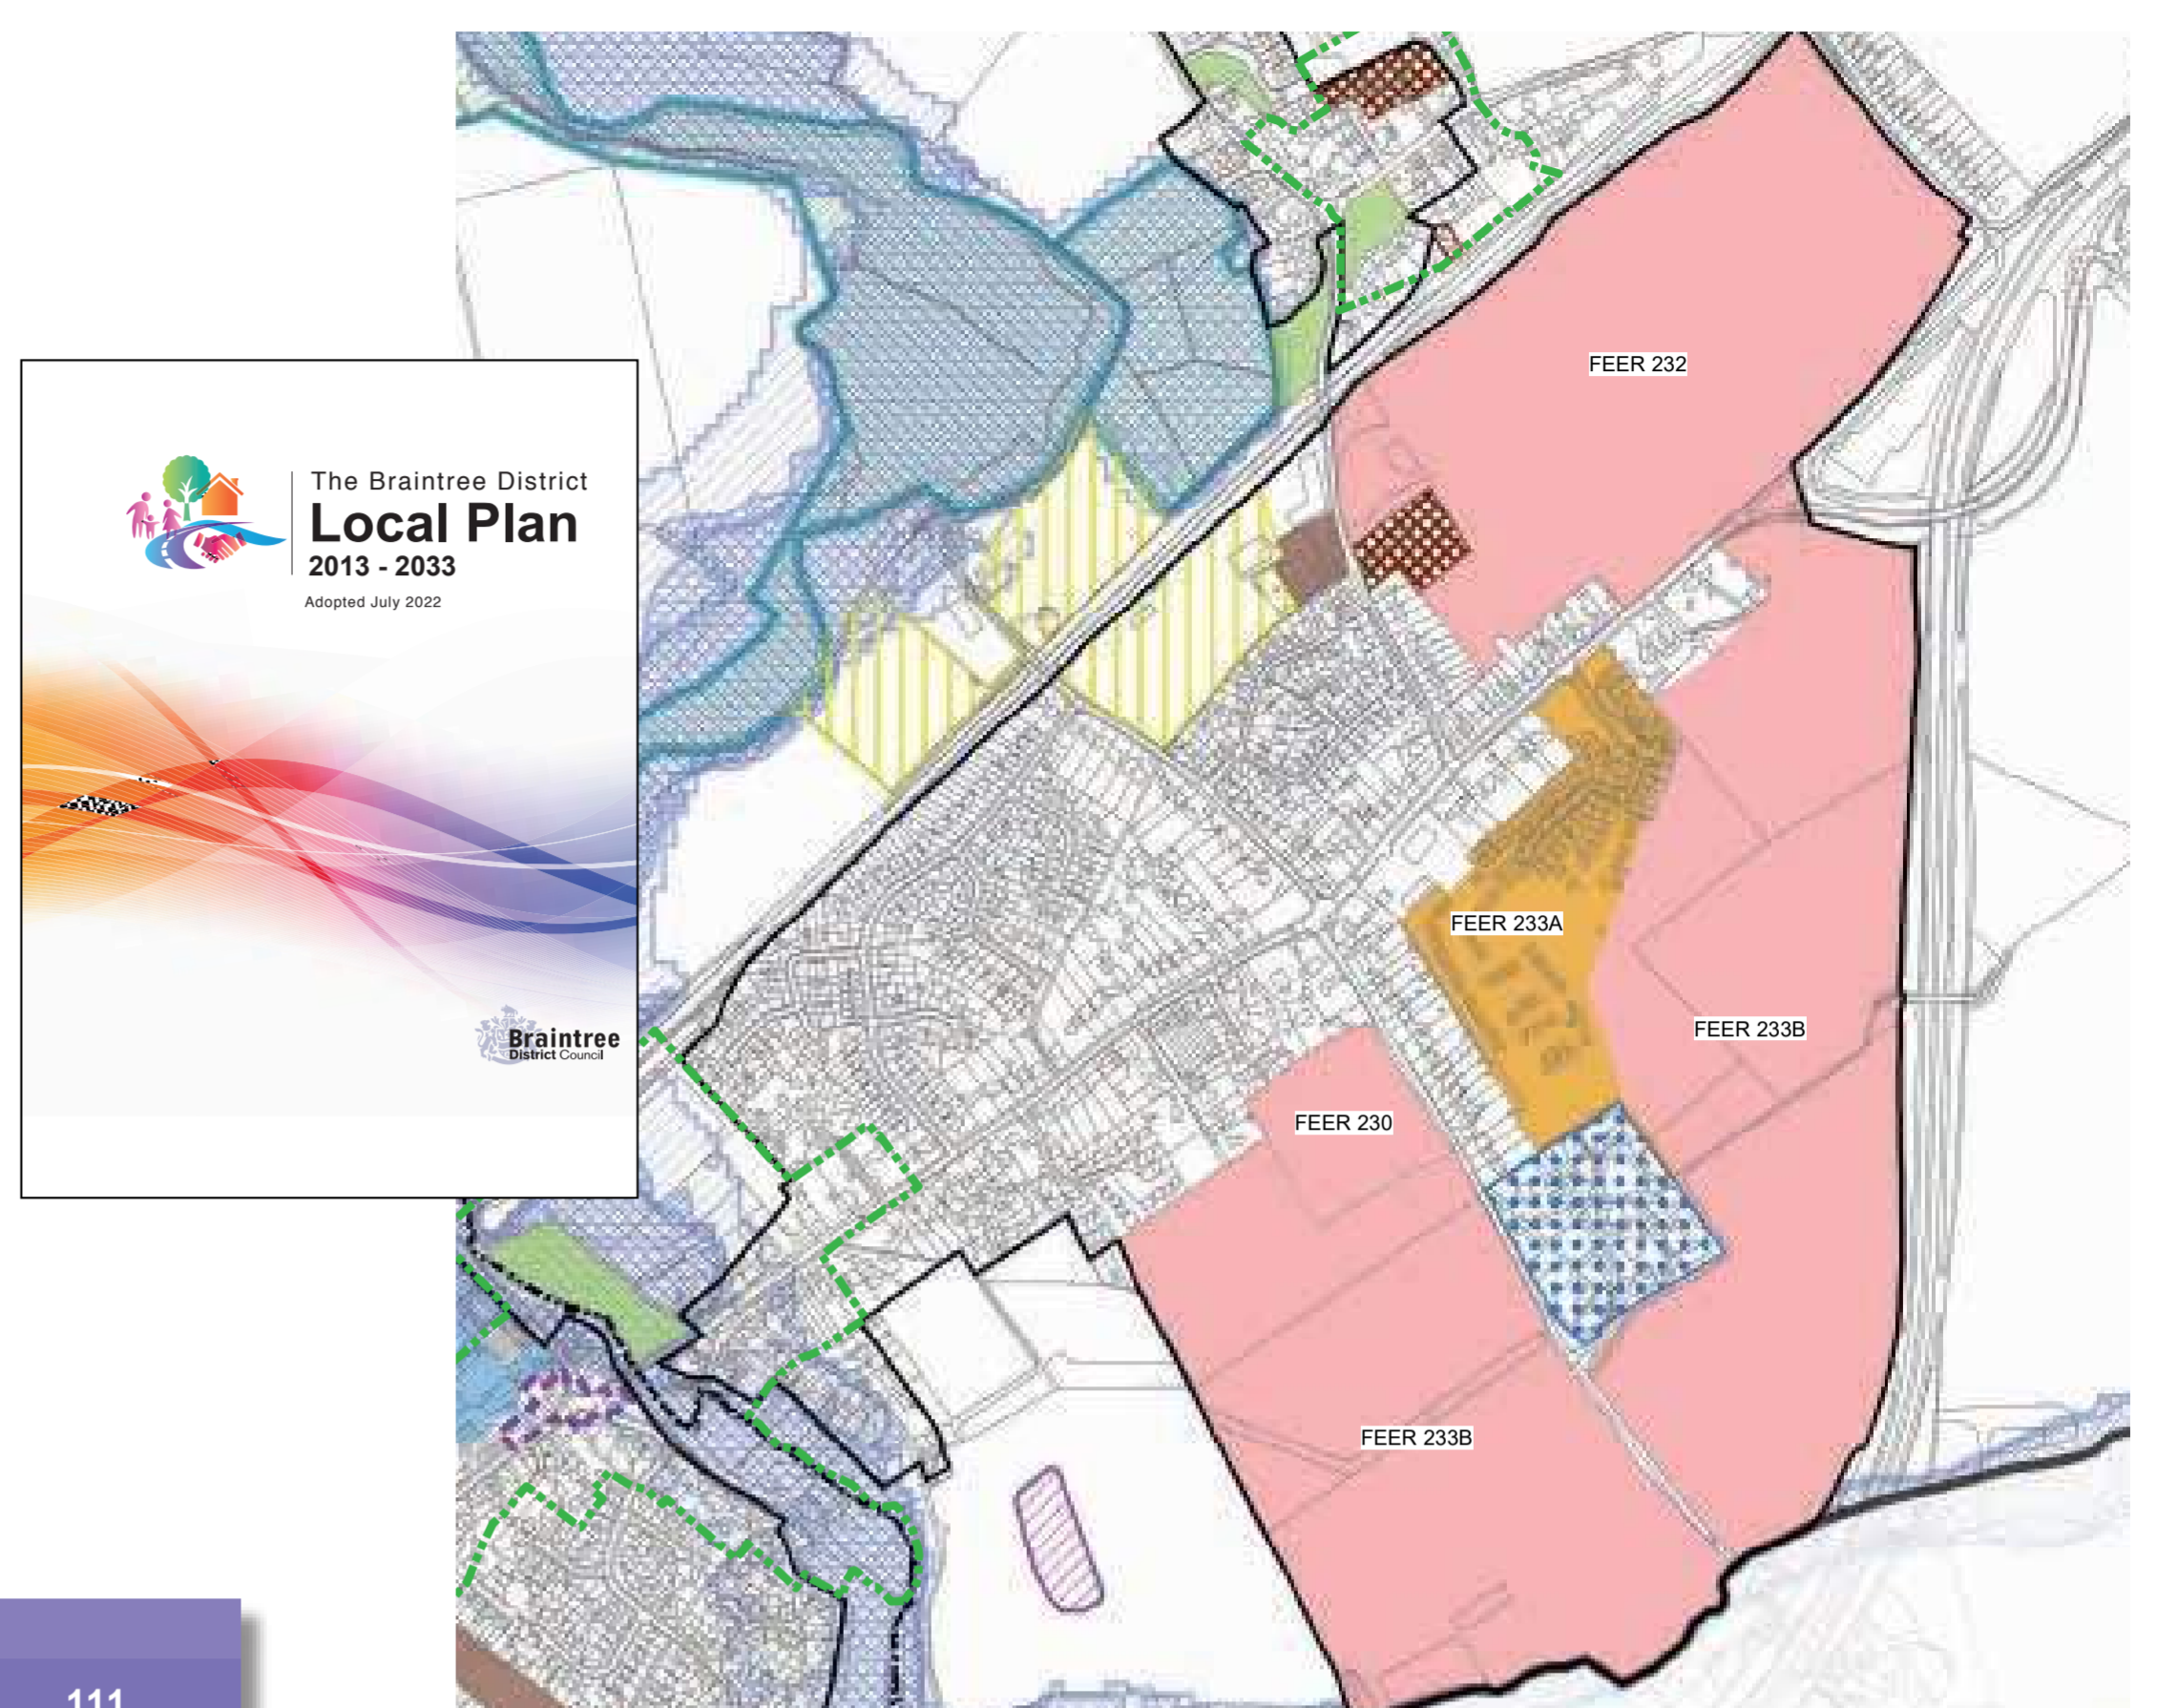 The Braintree District
Local Plan
2013 - 2033
Adopted July 2022
Braintree
District Council
FEER 232
FEER 233A
FEER 233B
FEER 230
FEER 233B
111